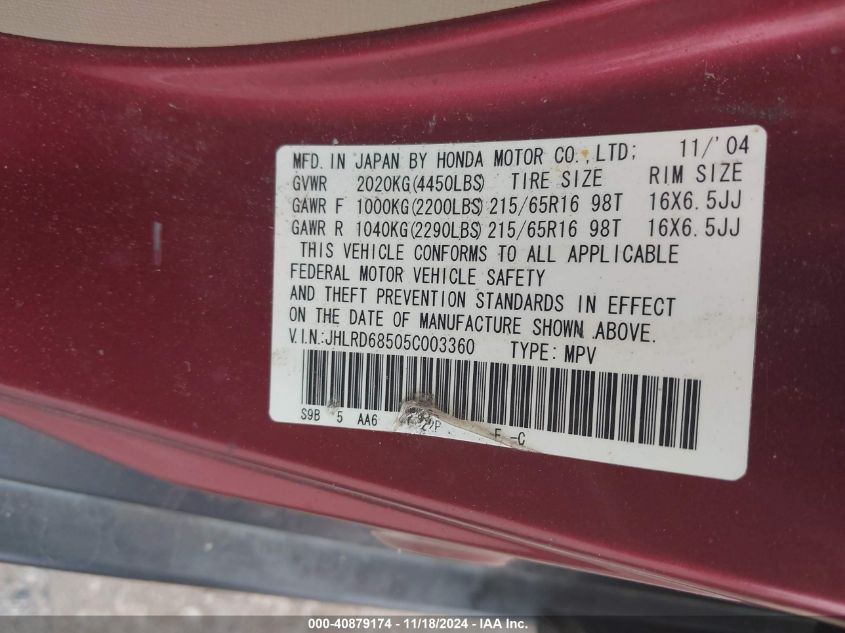 MFD. IN JAPAN BY HONDA MOTOR CO.,LTD; 11/'04
GVWR 2020KG(4450LBS) TIRE SIZE RIM SIZE
GAWR F 1000KG(2200LBS) 215/65R16 98T 16X6.5JJ
GAWR R 1040KG(2290LBS) 215/65R16 98T 16X6.5JJ
THIS VEHICLE CONFORMS TO ALL APPLICABLE
FEDERAL MOTOR VEHICLE SAFETY
AND THEFT PREVENTION STANDARDS IN EFFECT
ON THE DATE OF MANUFACTURE SHOWN ABOVE.
V.I.N.:JHLRD68505C003360 TYPE: MPV
S9B 5 AA6 F -C
000-40879174 - 11/18/2024 - IAA Inc.